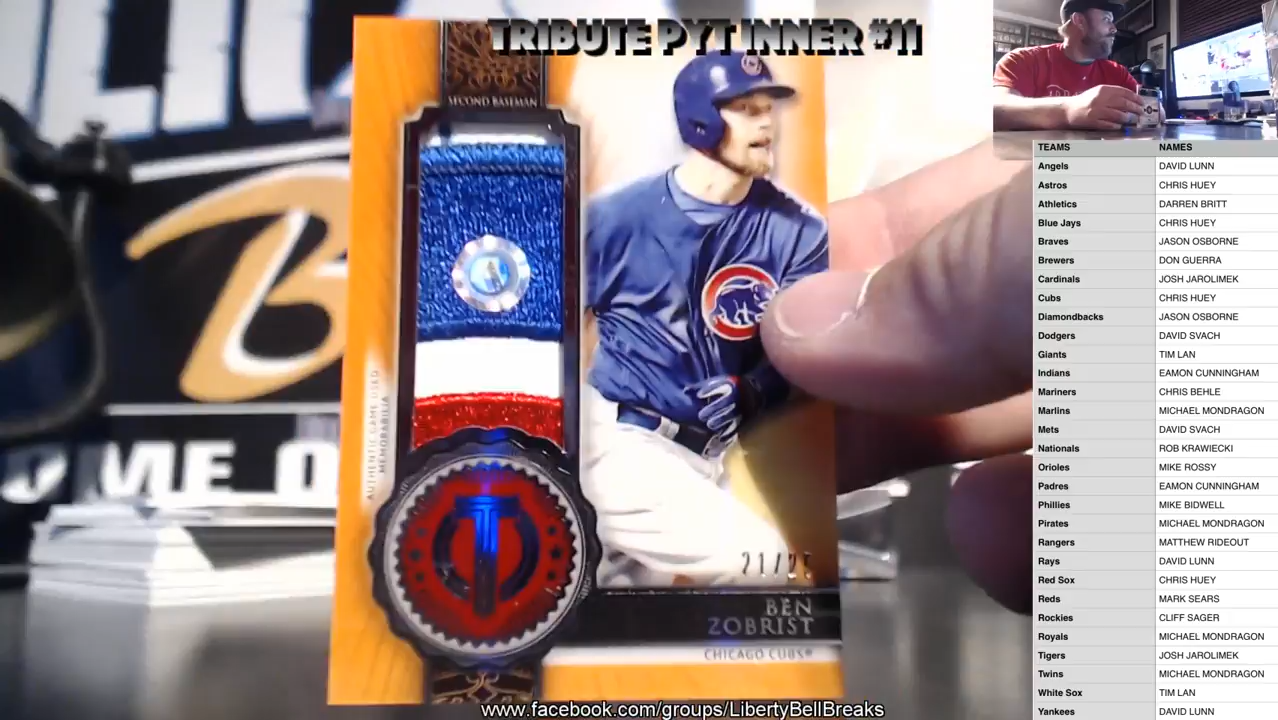 TRIBUTE PYT INNER #11
SECOND BASEMAN
AUTHENTIC GAME USED
MEMORABILIA
21/25
BEN
ZOBRIST
CHICAGO CUBS®
www.facebook.com/groups/LibertyBellBreaks
TEAMS NAMES
Angels DAVID LUNN
Astros CHRIS HUEY
Athletics DARREN BRITT
Blue Jays CHRIS HUEY
Braves JASON OSBORNE
Brewers DON GUERRA
Cardinals JOSH JAROLIMEK
Cubs CHRIS HUEY
Diamondbacks JASON OSBORNE
Dodgers DAVID SVACH
Giants TIM LAN
Indians EAMON CUNNINGHAM
Mariners CHRIS BEHLE
Marlins MICHAEL MONDRAGON
Mets DAVID SVACH
Nationals ROB KRAWIECKI
Orioles MIKE ROSSY
Padres EAMON CUNNINGHAM
Phillies MIKE BIDWELL
Pirates MICHAEL MONDRAGON
Rangers MATTHEW RIDEOUT
Rays DAVID LUNN
Red Sox CHRIS HUEY
Reds MARK SEARS
Rockies CLIFF SAGER
Royals MICHAEL MONDRAGON
Tigers JOSH JAROLIMEK
Twins MICHAEL MONDRAGON
White Sox TIM LAN
Yankees DAVID LUNN